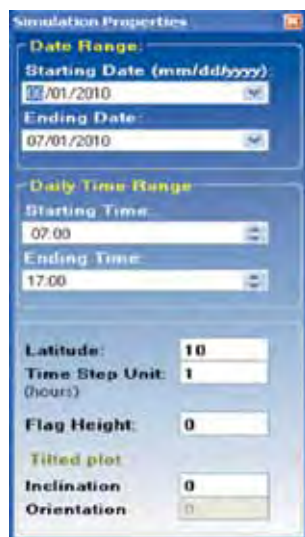 Simulation Properties
Date Range:
Starting Date (mm/dd/yyyy):
/01/2010
Ending Date:
07/01/2010
Daily Time Range
Starting Time:
07:00
Ending Time:
17:00
Latitude: 10
Time Step Unit: 1
(hours)
Flag Height: 0
Tilted plot
Inclination 0
Orientation 0